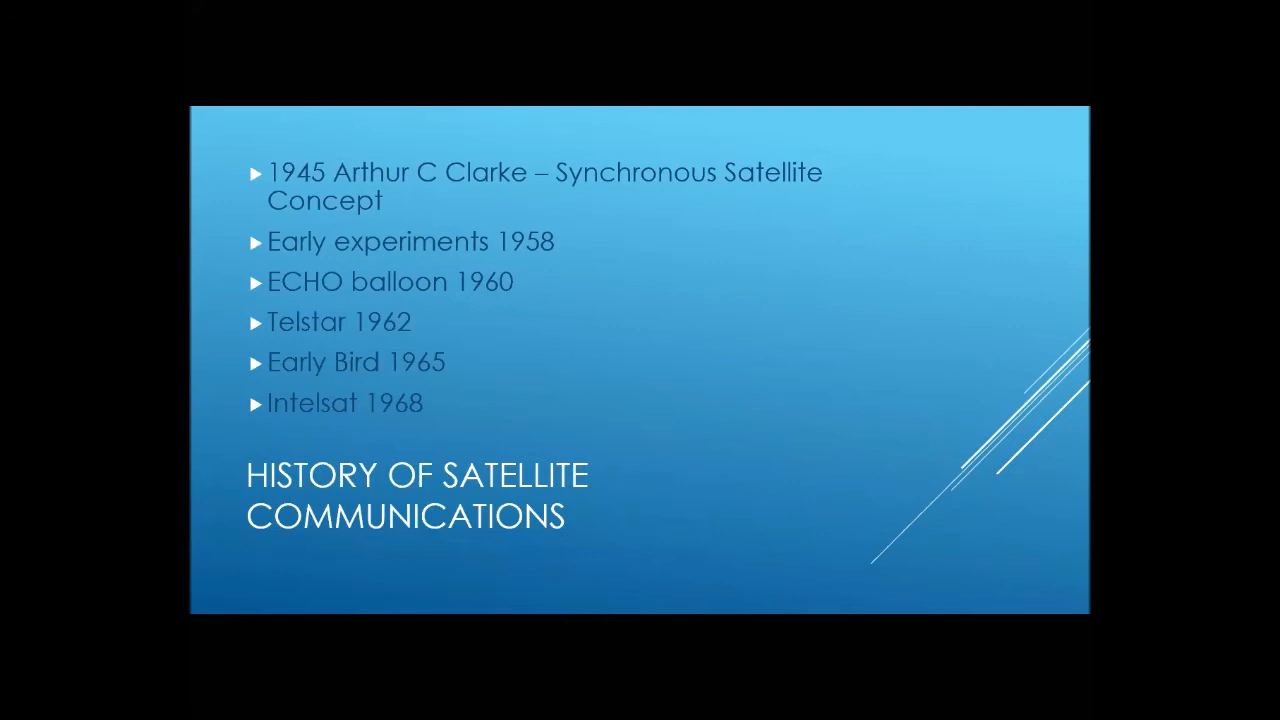 1945 Arthur C Clarke – Synchronous Satellite
Concept
Early experiments 1958
ECHO balloon 1960
Telstar 1962
Early Bird 1965
Intelsat 1968
HISTORY OF SATELLITE
COMMUNICATIONS